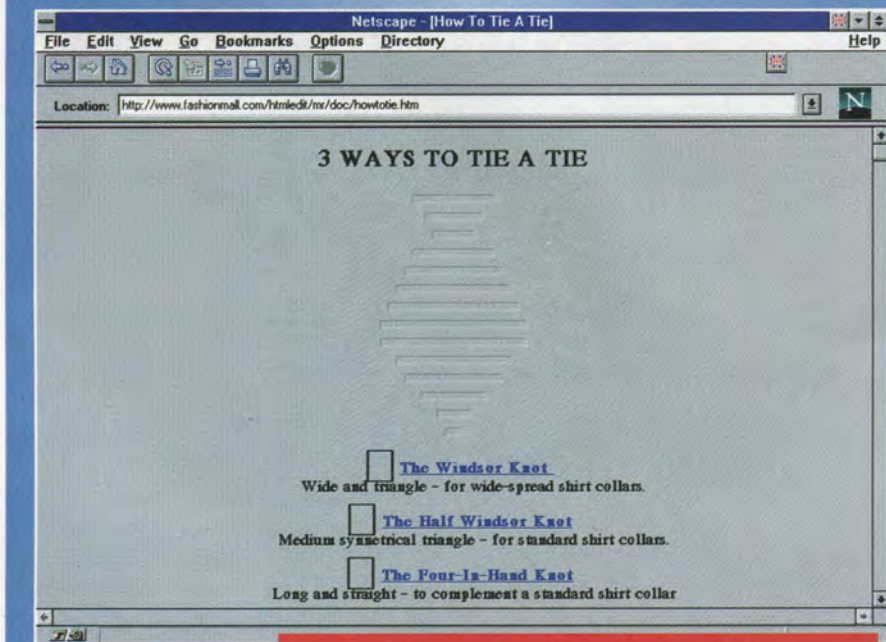 Netscape - [How To Tie A Tie]
File Edit View Go Bookmarks Options Directory Help
Location: http://www.fashionmall.com/htmledit/mr/doc/howtotie.htm
N
3 WAYS TO TIE A TIE
The Windsor Knot
Wide and triangle - for wide-spread shirt collars.
The Half Windsor Knot
Medium symmetrical triangle - for standard shirt collars.
The Four-In-Hand Knot
Long and straight - to complement a standard shirt collar